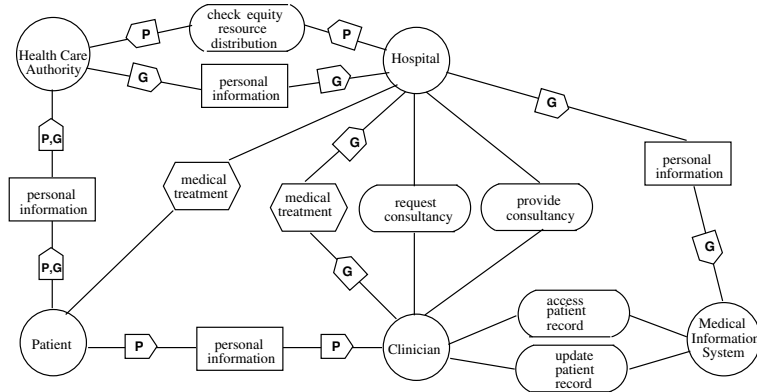 check equity
resource
distribution
P
P
Health Care
Authority
Hospital
G
personal
information
G
G
P,G
G
personal
information
medical
treatment
medical
treatment
request
consultancy
provide
consultancy
personal
information
P,G
G
G
access
patient
record
Patient
P
personal
information
P
Clinician
Medical
Information
System
update
patient
record